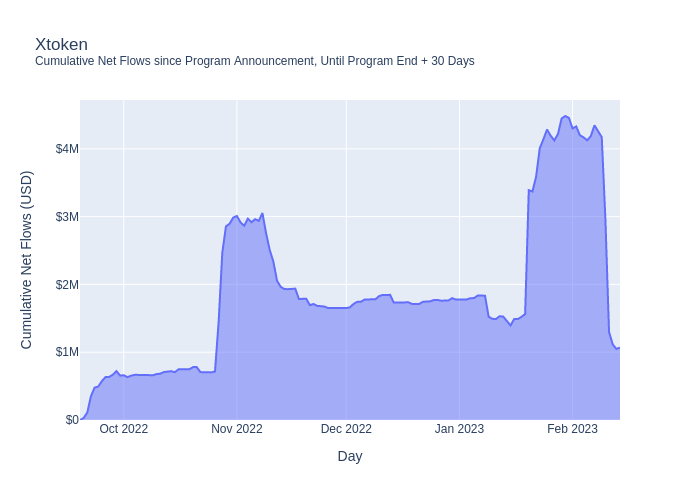 Xtoken
Cumulative Net Flows since Program Announcement, Until Program End + 30 Days
Cumulative Net Flows (USD)
$4M
$3M
$2M
$1M
$0
Oct 2022
Nov 2022
Dec 2022
Jan 2023
Feb 2023
Day